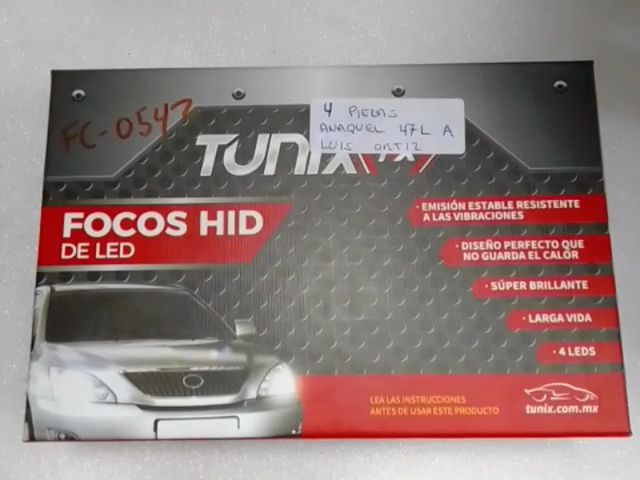 FC-0543
4 PIEZAS
ANAQUEL 47L A
LUIS ORTIZ
TUNIX
FOCOS HID
DE LED
· EMISIÓN ESTABLE RESISTENTE
A LAS VIBRACIONES
· DISEÑO PERFECTO QUE
NO GUARDA EL CALÓR
· SÚPER BRILLANTE
· LARGA VIDA
· 4 LEDS
LEA LAS INSTRUCCIONES
ANTES DE USAR ESTE PRODUCTO
tunix.com.mx